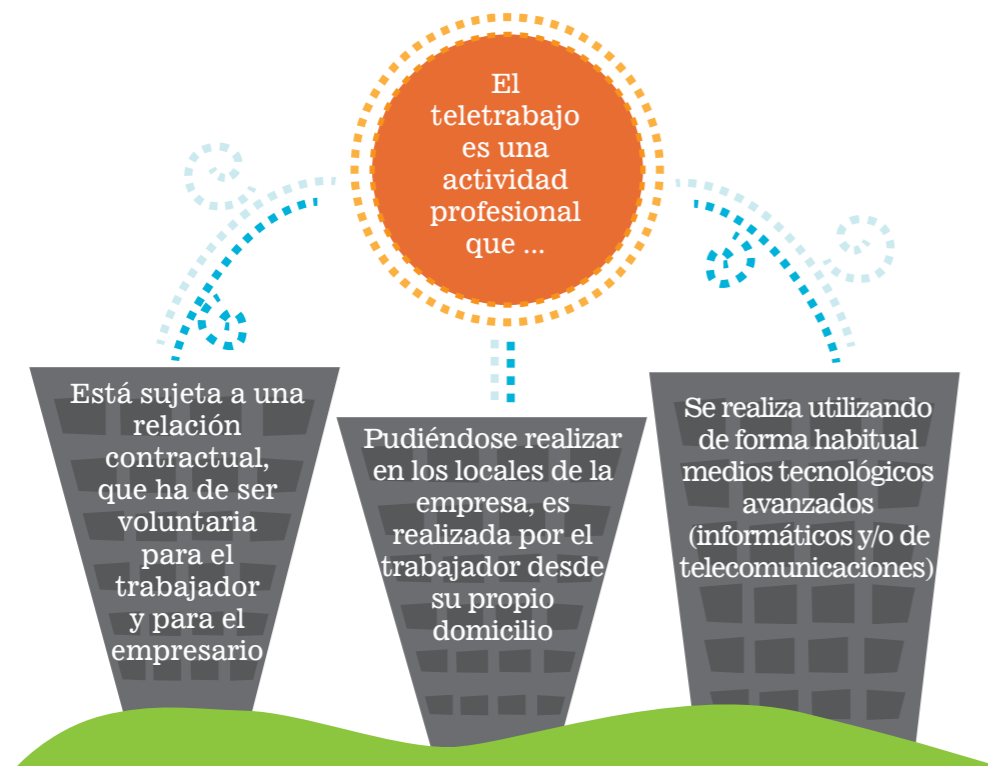 El
teletrabajo
es una
actividad
profesional
que ...
Está sujeta a una
relación
contractual,
que ha de ser
voluntaria
para el
trabajador
y para el
empresario
Pudiéndose realizar
en los locales de la
empresa, es
realizada por el
trabajador desde
su propio
domicilio
Se realiza utilizando
de forma habitual
medios tecnológicos
avanzados
(informáticos y/o de
telecomunicaciones)